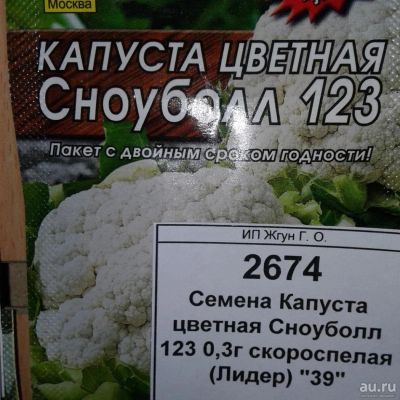 Москва
КАПУСТА ЦВЕТНАЯ
Сноуболл 123
Пакет с двойным сроком годности!
ИП Жгун Г. О.
2674
Семена Капуста
цветная Сноуболл
123 0,3г скороспелая
(Лидер) "39"
au.ru